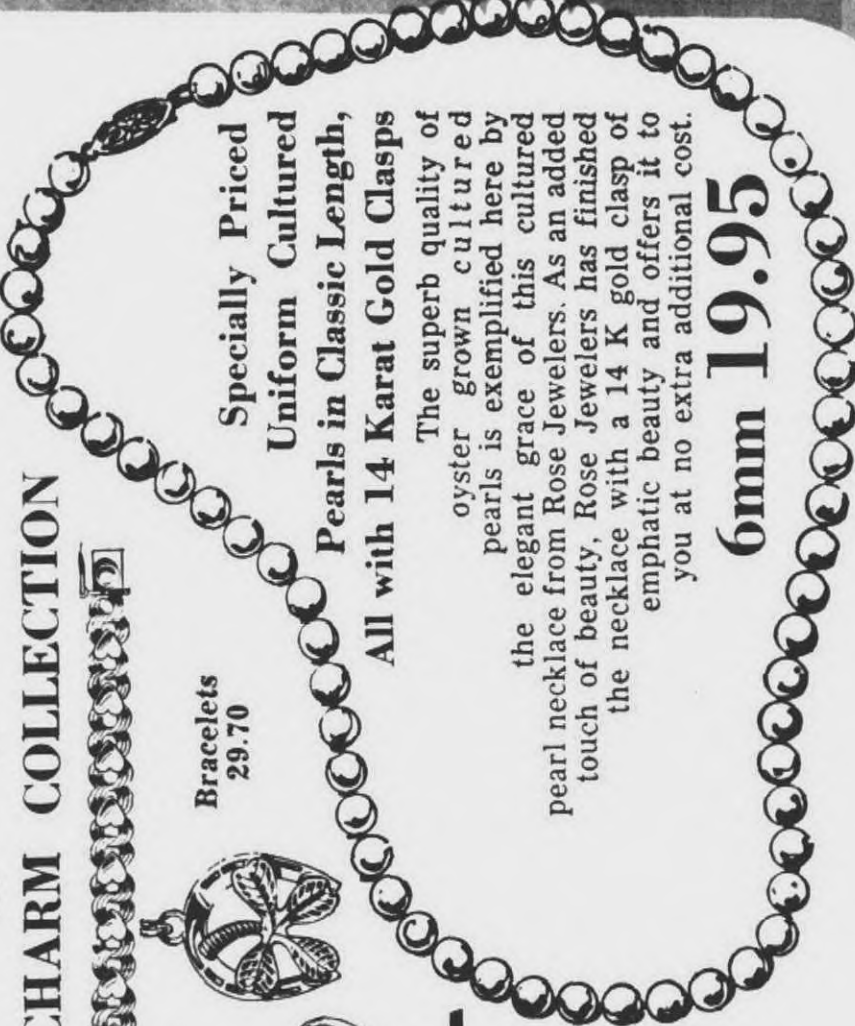 CHARM COLLECTION
Bracelets
29.70
Specially Priced
Uniform Cultured
Pearls in Classic Length,
All with 14 Karat Gold Clasps
The superb quality of
oyster grown cultured
pearls is exemplified here by
the elegant grace of this cultured
pearl necklace from Rose Jewelers. As an added
touch of beauty, Rose Jewelers has finished
the necklace with a 14 K gold clasp of
emphatic beauty and offers it to
you at no extra additional cost.
6mm 19.95